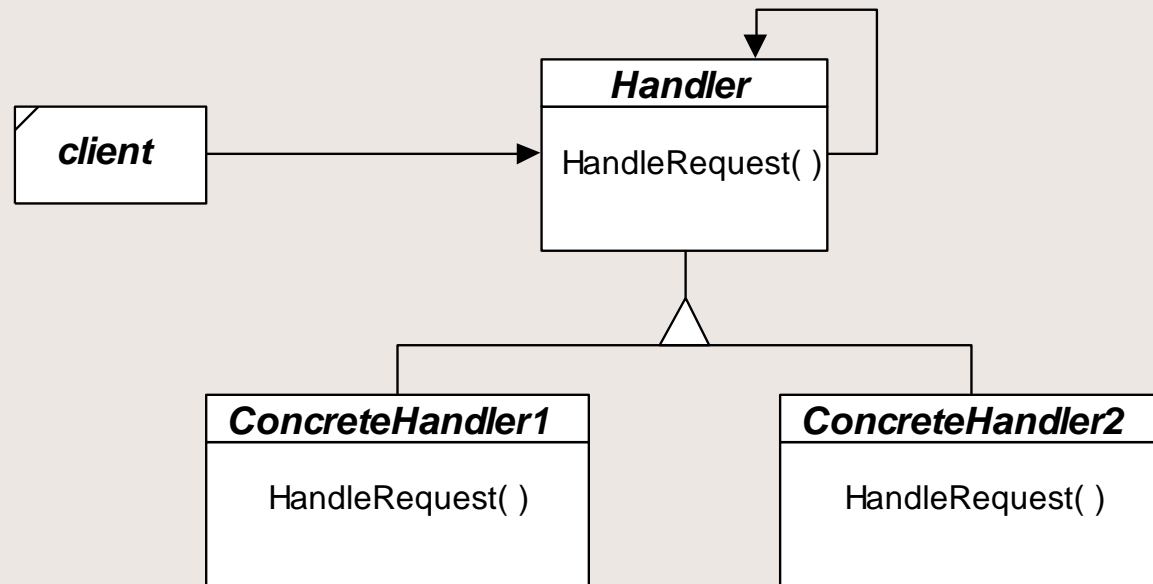 Handler
client
HandleRequest( )
ConcreteHandler1
ConcreteHandler2
HandleRequest( )
HandleRequest( )